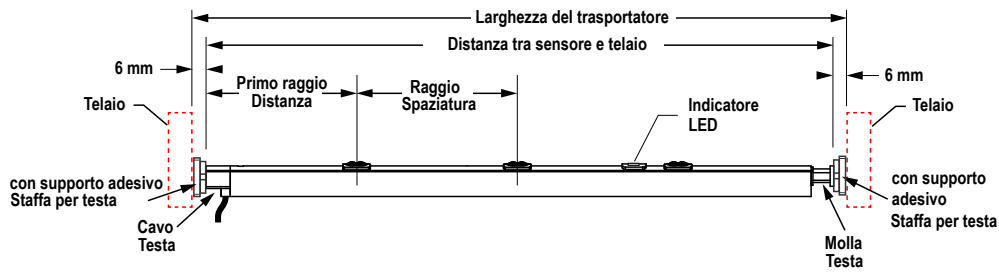 Larghezza del trasportatore
Distanza tra sensore e telaio
6 mm
6 mm
Primo raggio
Distanza
Raggio
Spaziatura
Telaio
Indicatore
LED
Telaio
con supporto adesivo
Staffa per testa
Cavo
Testa
Molla
Testa
con supporto
adesivo
Staffa per testa